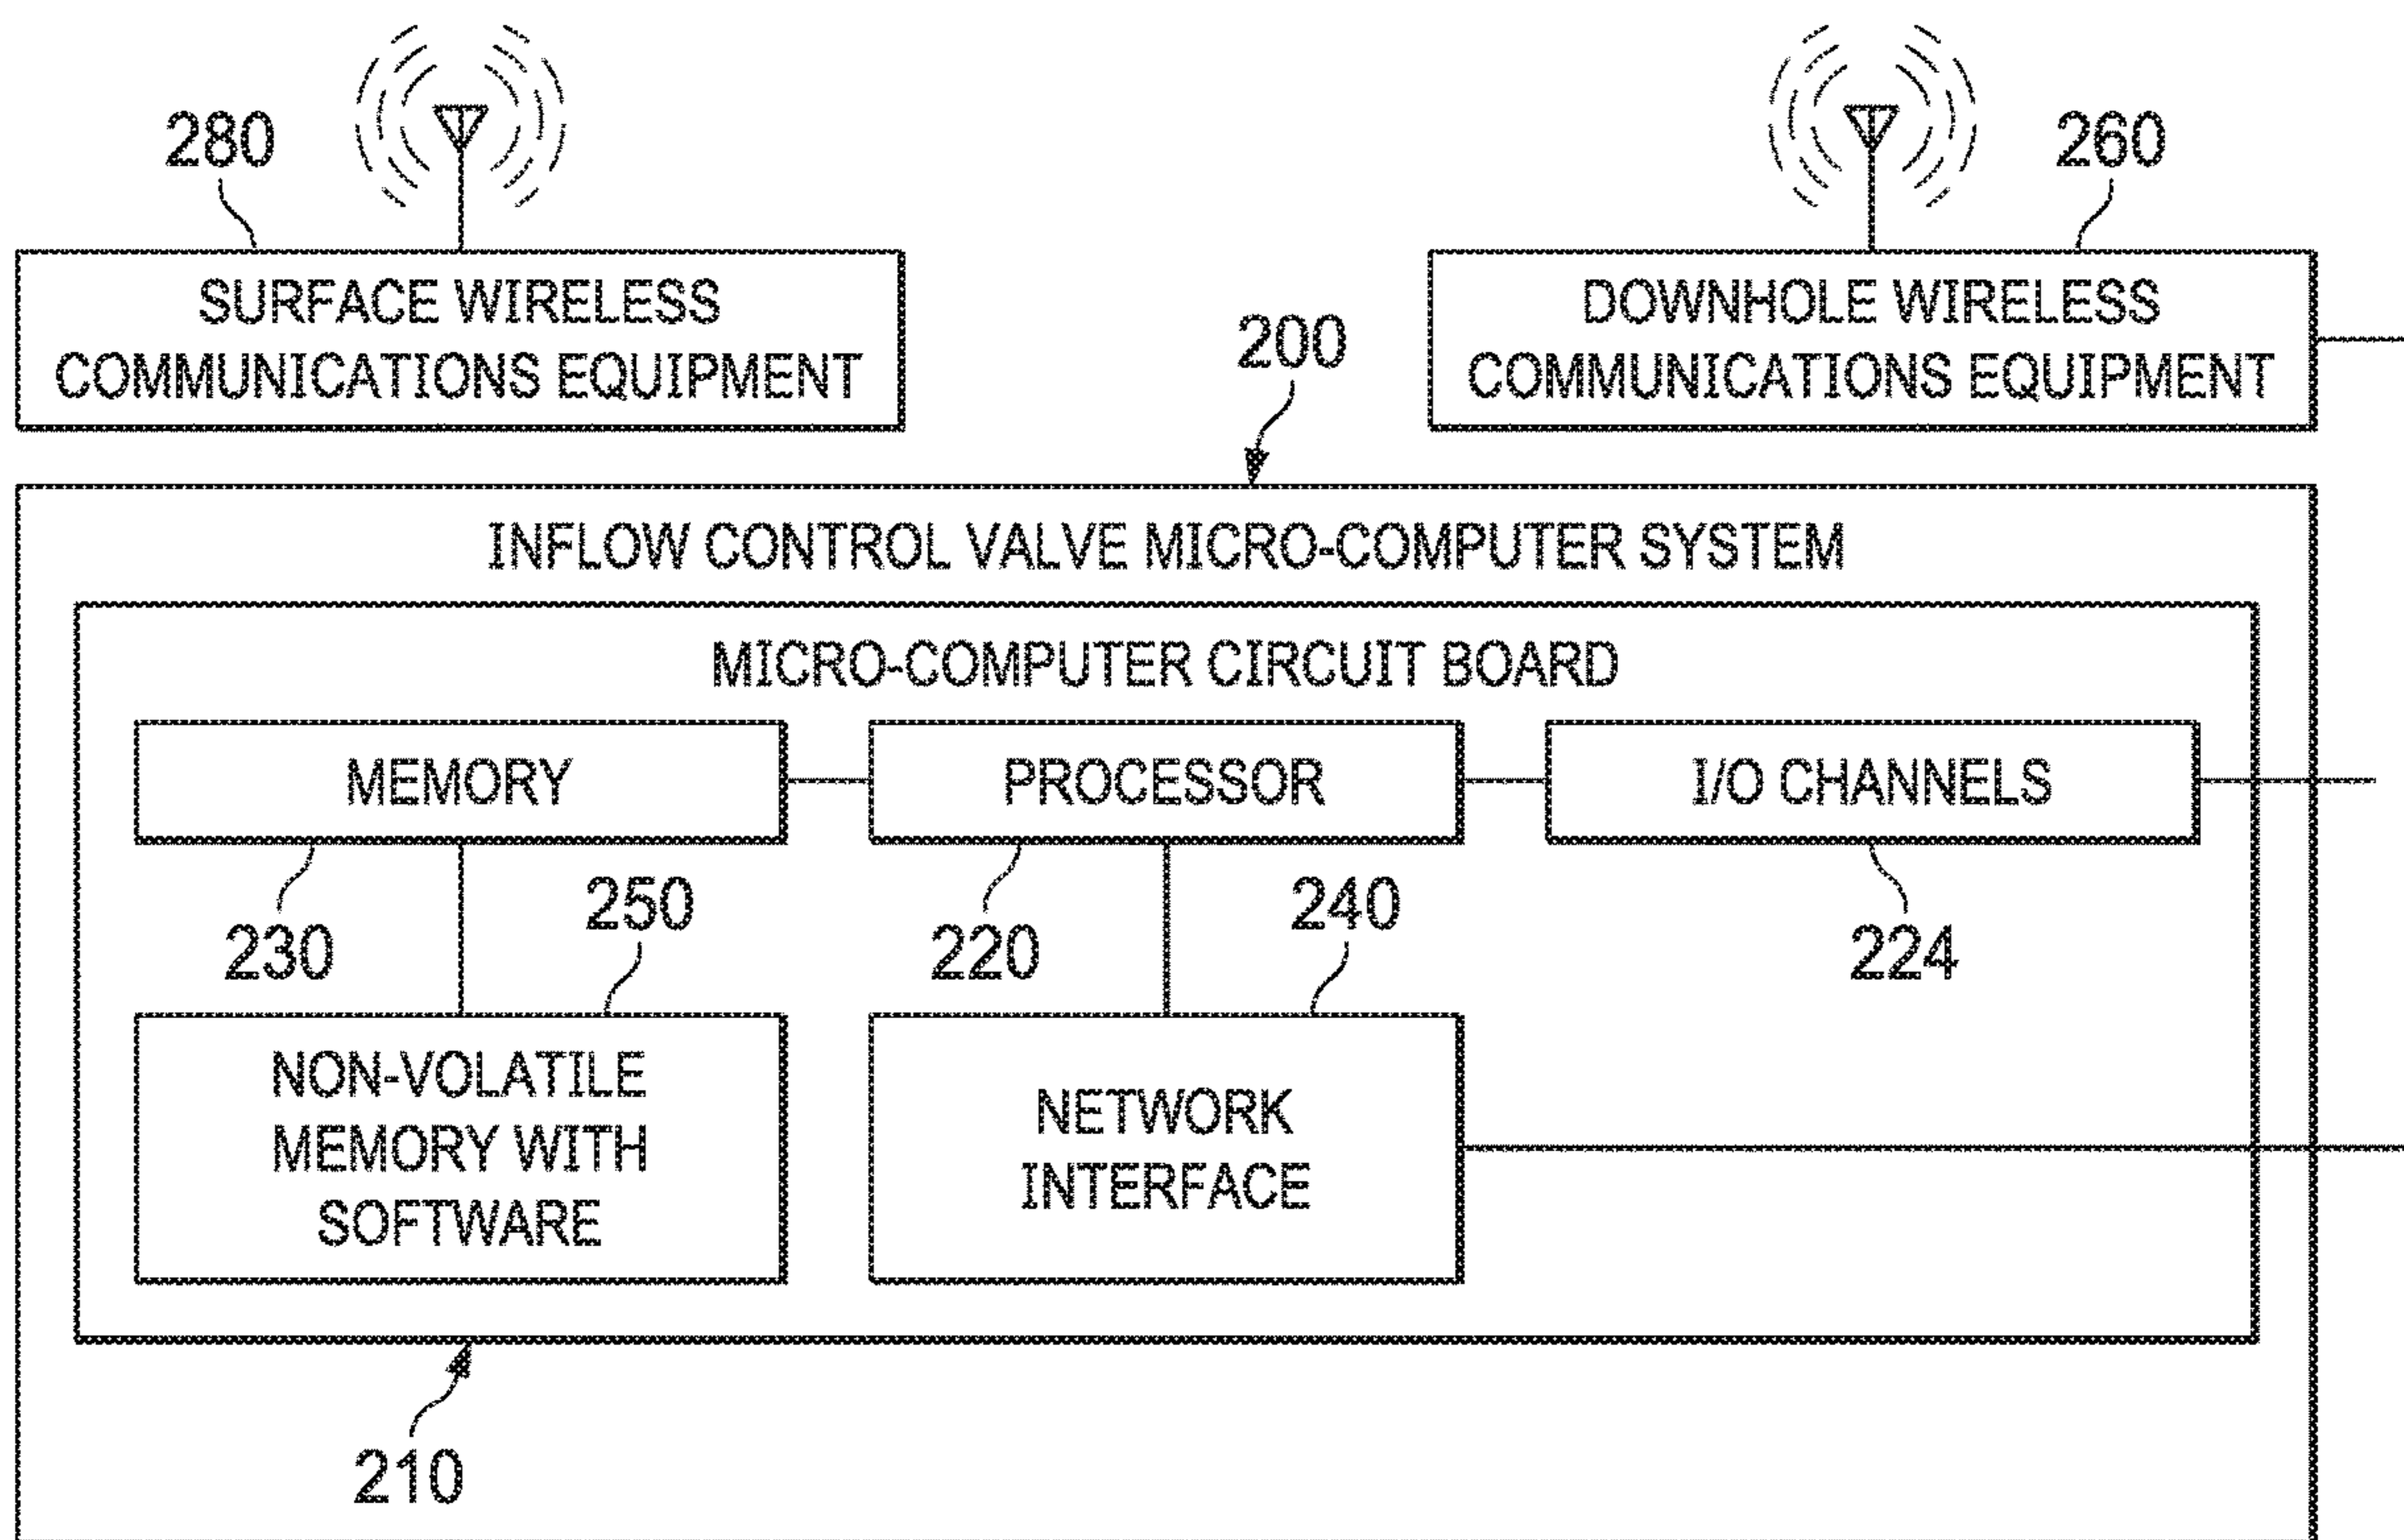 280
260
SURFACE WIRELESS
COMMUNICATIONS EQUIPMENT
200
DOWNHOLE WIRELESS
COMMUNICATIONS EQUIPMENT
INFLOW CONTROL VALVE MICRO-COMPUTER SYSTEM
MICRO-COMPUTER CIRCUIT BOARD
MEMORY
PROCESSOR
I/O CHANNELS
230
250
220
240
224
NON-VOLATILE
MEMORY WITH
SOFTWARE
NETWORK
INTERFACE
210